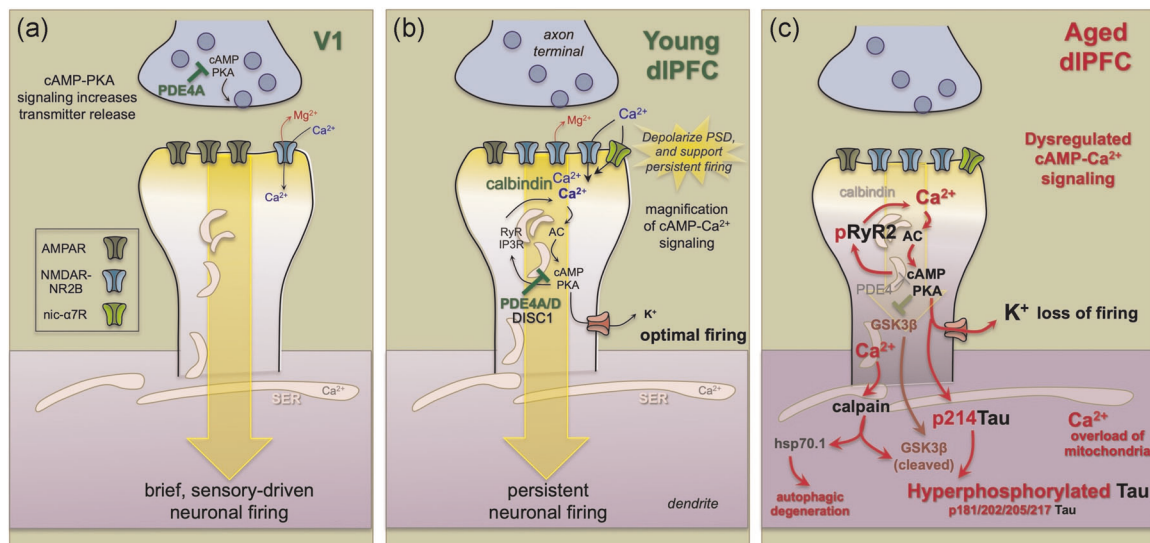 (a)
V1
cAMP-PKA
signaling increases
transmitter release
cAMP
PKA
PDE4A
Mg²⁺
Ca²⁺
Ca²⁺
AMPAR
NMDAR-
NR2B
nic-α7R
Ca²⁺
SER
brief, sensory-driven
neuronal firing
(b)
Young
dlPFC
axon
terminal
Mg²⁺
Ca²⁺
Depolarize PSD,
and support
persistent firing
calbindin
Ca²⁺
Ca²⁺
magnification
of cAMP-Ca²⁺
signaling
RyR
IP3R
AC
cAMP
PKA
PDE4A/D
DISC1
K⁺
optimal firing
Ca²⁺
SER
persistent
neuronal firing
dendrite
(c)
Aged
dlPFC
Dysregulated
cAMP-Ca²⁺
signaling
calbindin
Ca²⁺
pRyR2
AC
cAMP
PKA
PDE4
GSK3β
K⁺ loss of firing
Ca²⁺
calpain
p214Tau
Ca²⁺
overload of
mitochondria
hsp70.1
GSK3β
(cleaved)
autophagic
degeneration
Hyperphosphorylated Tau
p181/202/205/217 Tau